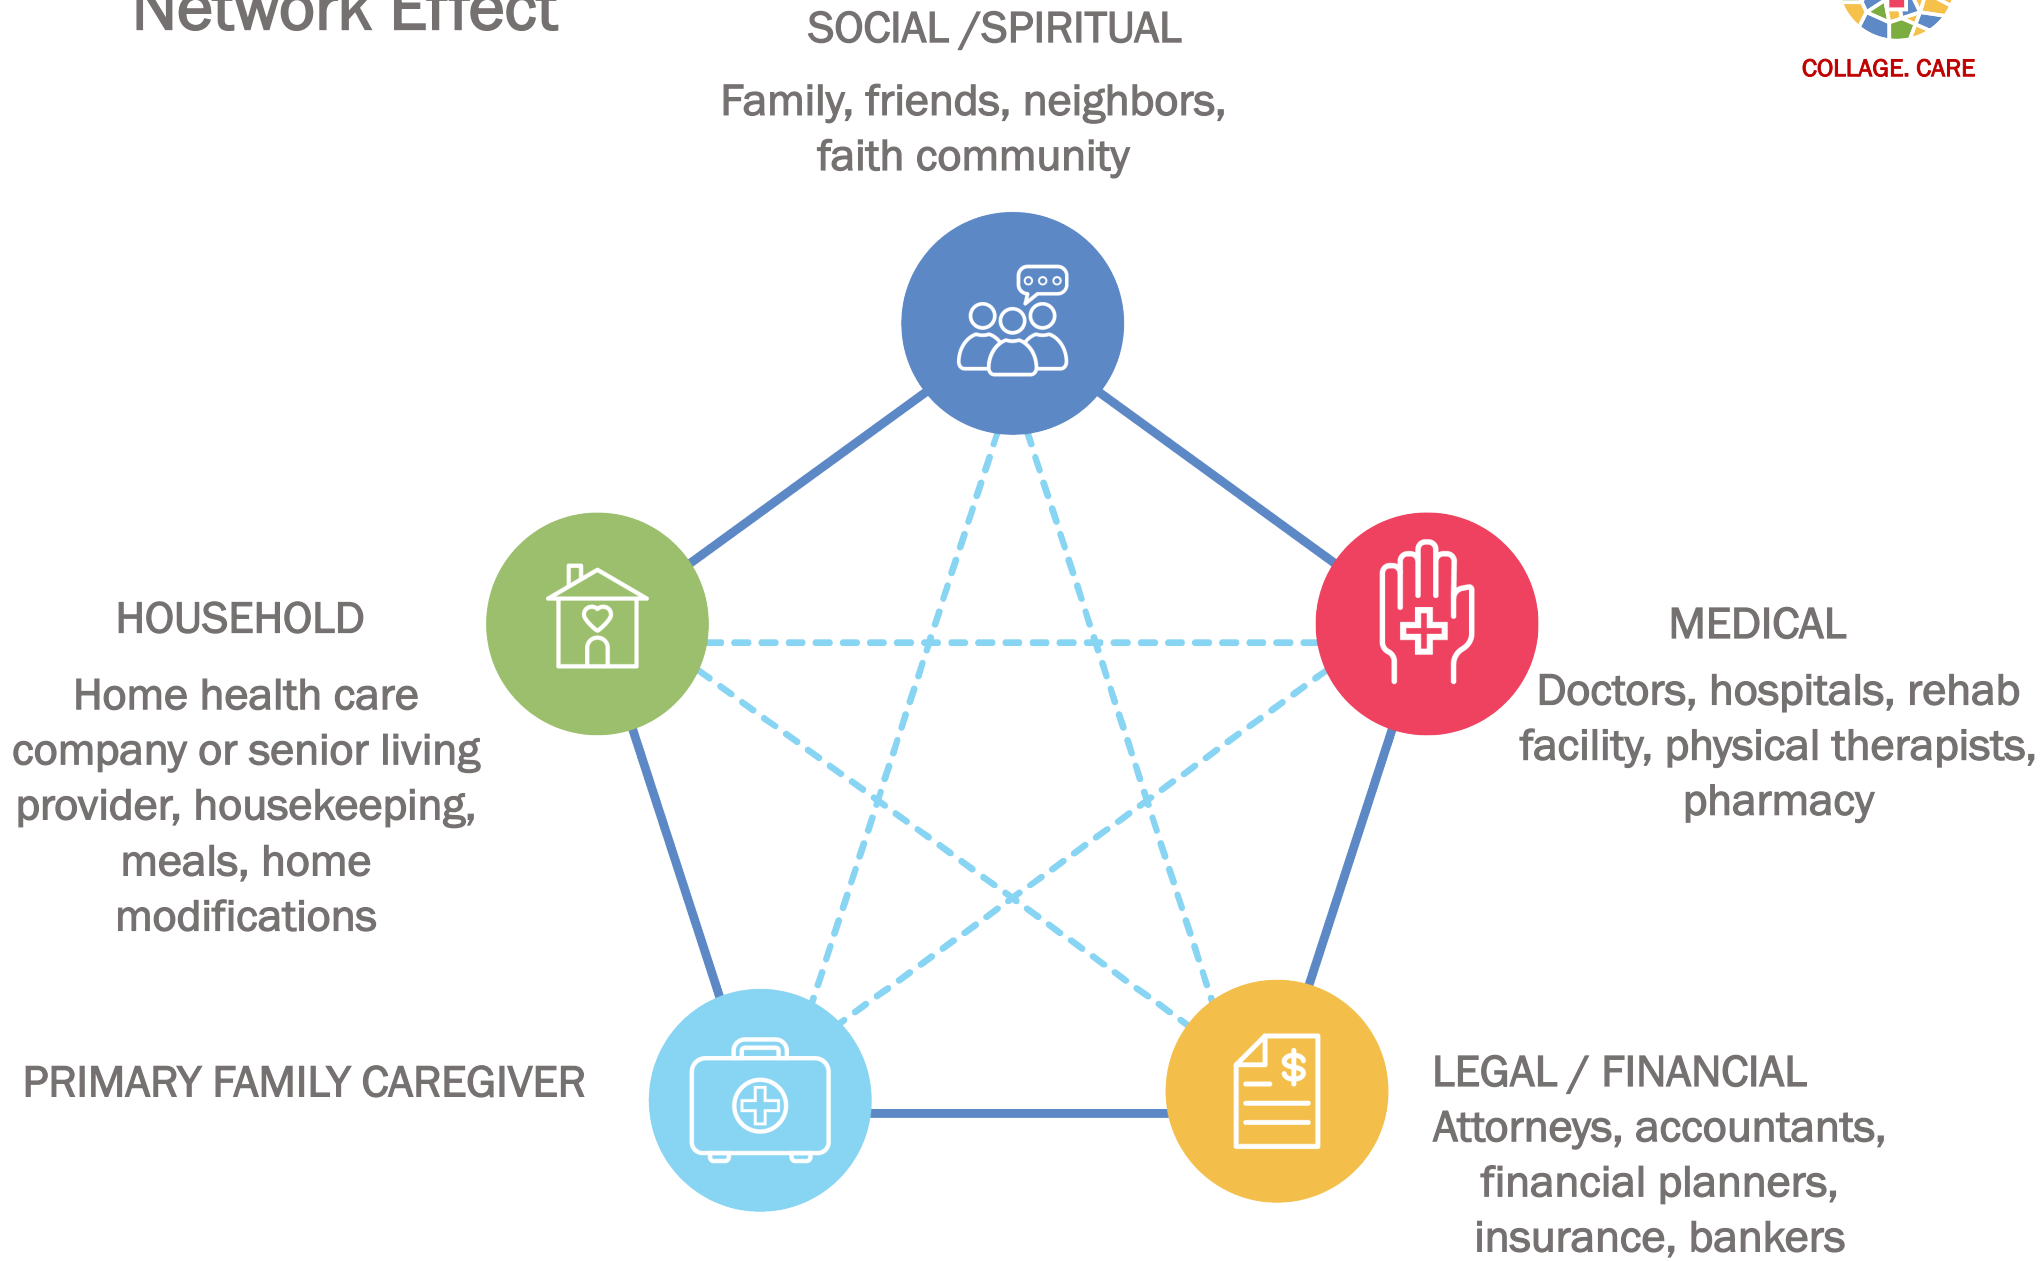 Network Effect
SOCIAL /SPIRITUAL
Family, friends, neighbors,
faith community
COLLAGE. CARE
HOUSEHOLD
Home health care
company or senior living
provider, housekeeping,
meals, home
modifications
MEDICAL
Doctors, hospitals, rehab
facility, physical therapists,
pharmacy
PRIMARY FAMILY CAREGIVER
$
LEGAL / FINANCIAL
Attorneys, accountants,
financial planners,
insurance, bankers